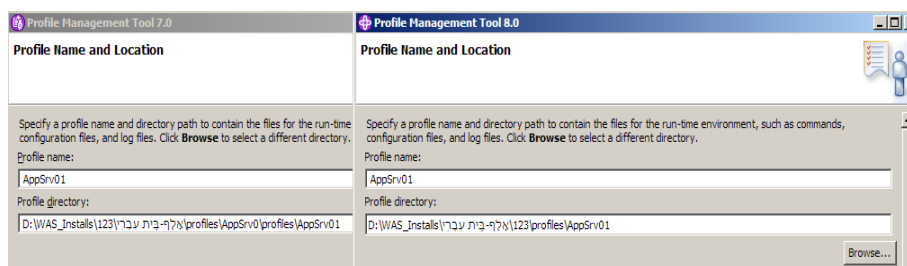 Profile Management Tool 7.0
Profile Name and Location
Specify a profile name and directory path to contain the files for the run-time
configuration files, and log files. Click Browse to select a different directory.
Profile name:
AppSrv01
Profile directory:
D:\WAS_Installs\אָלֶף-בֵּית עִבְרִי\123\profiles\AppSrv0\profiles\AppSrv01
Profile Management Tool 8.0
Profile Name and Location
Specify a profile name and directory path to contain the files for the run-time environment, such as commands,
configuration files, and log files. Click Browse to select a different directory.
Profile name:
AppSrv01
Profile directory:
D:\WAS_Installs\אָלֶף-בֵּית עִבְרִי‎\123\profiles\AppSrv01
Browse...